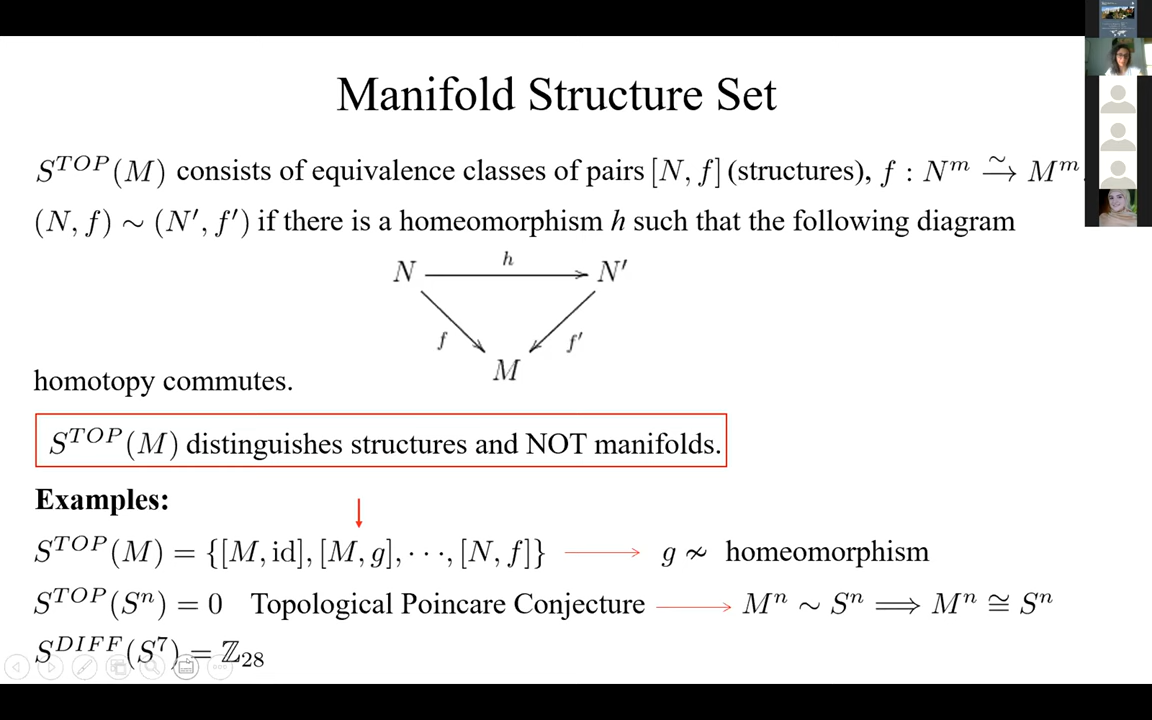 Manifold Structure Set
S^{TOP}(M) consists of equivalence classes of pairs [N, f] (structures), f : N^m ⥲ M^m
(N, f) ∼ (N′, f′) if there is a homeomorphism h such that the following diagram
N h N′
f f′
M
homotopy commutes.
S^{TOP}(M) distinguishes structures and NOT manifolds.
Examples:
S^{TOP}(M) = {[M, id], [M, g], · · · , [N, f]} ⟶ g ≁ homeomorphism
S^{TOP}(S^n) = 0 Topological Poincare Conjecture ⟶ M^n ∼ S^n ⟹ M^n ≅ S^n
S^{DIFF}(S^7) = ℤ_{28}